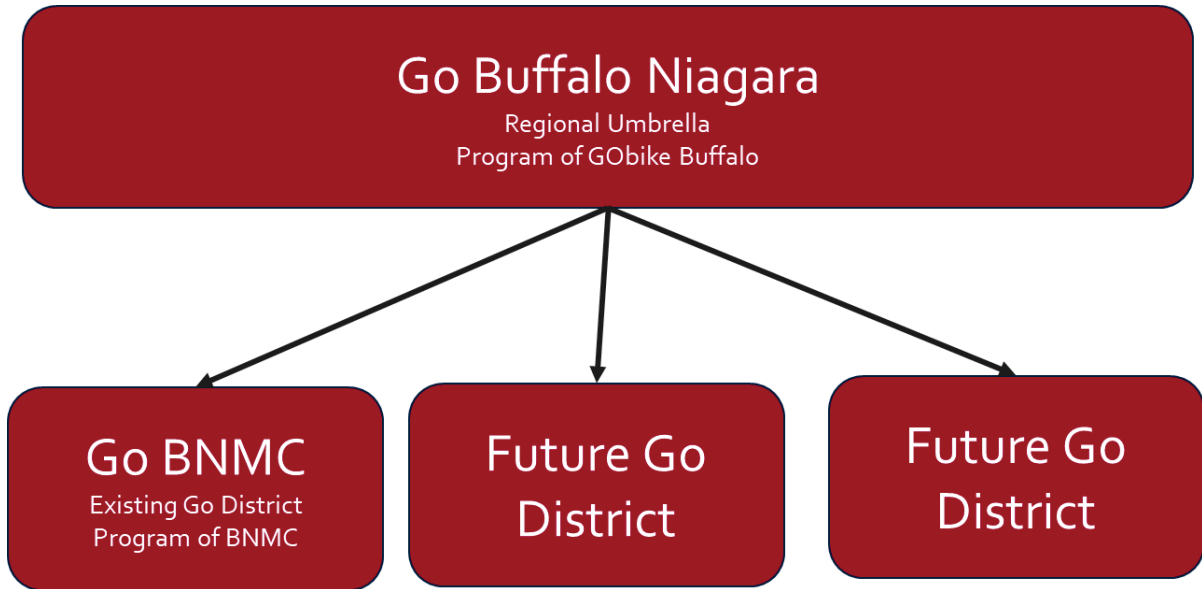 Go Buffalo Niagara
Regional Umbrella
Program of GObike Buffalo
Go BNMC
Existing Go District
Program of BNMC
Future Go
District
Future Go
District